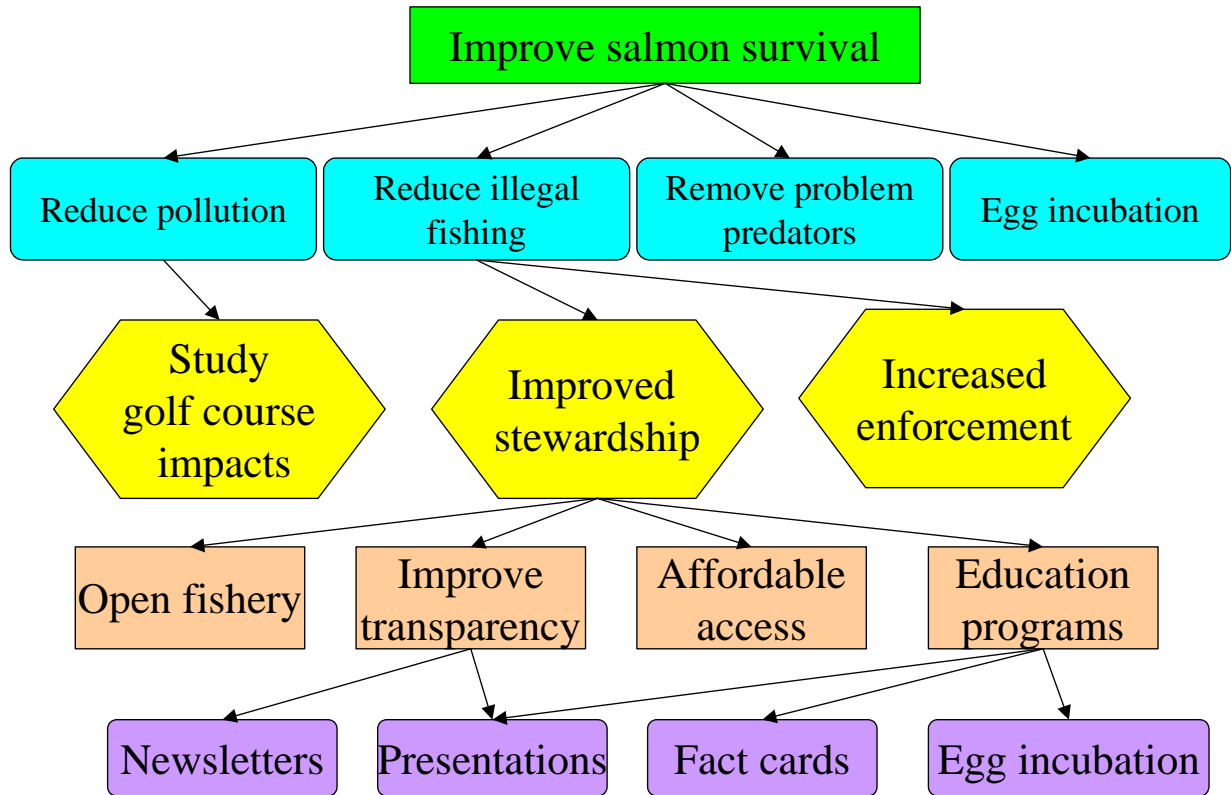 Improve salmon survival
Reduce pollution
Reduce illegal
fishing
Remove problem
predators
Egg incubation
Study
golf course
impacts
Improved
stewardship
Increased
enforcement
Open fishery
Improve
transparency
Affordable
access
Education
programs
Newsletters
Presentations
Fact cards
Egg incubation